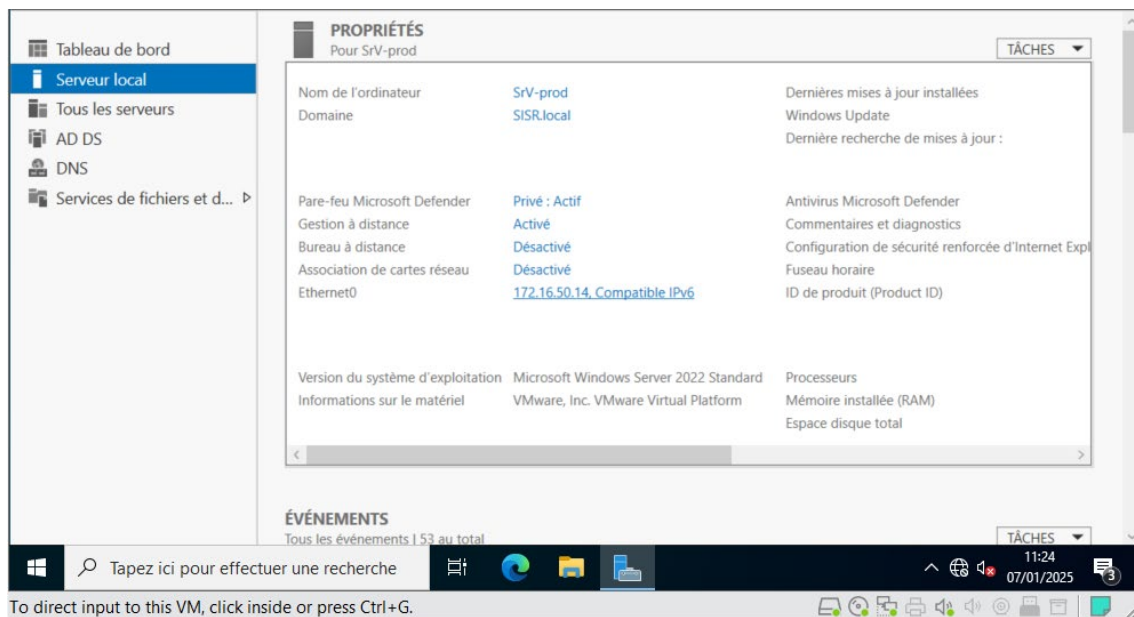 PROPRIÉTÉS
Pour SrV-prod
TÂCHES
Tableau de bord
Serveur local
Tous les serveurs
AD DS
DNS
Services de fichiers et d...
Nom de l'ordinateur SrV-prod Dernières mises à jour installées
Domaine SISR.local Windows Update
Dernière recherche de mises à jour :
Pare-feu Microsoft Defender Privé : Actif Antivirus Microsoft Defender
Gestion à distance Activé Commentaires et diagnostics
Bureau à distance Désactivé Configuration de sécurité renforcée d'Internet Expl
Association de cartes réseau Désactivé Fuseau horaire
Ethernet0 172.16.50.14, Compatible IPv6 ID de produit (Product ID)
Version du système d'exploitation Microsoft Windows Server 2022 Standard Processeurs
Informations sur le matériel VMware, Inc. VMware Virtual Platform Mémoire installée (RAM)
Espace disque total
ÉVÉNEMENTS
Tous les événements | 53 au total
TÂCHES
Tapez ici pour effectuer une recherche
11:24
07/01/2025
3
To direct input to this VM, click inside or press Ctrl+G.